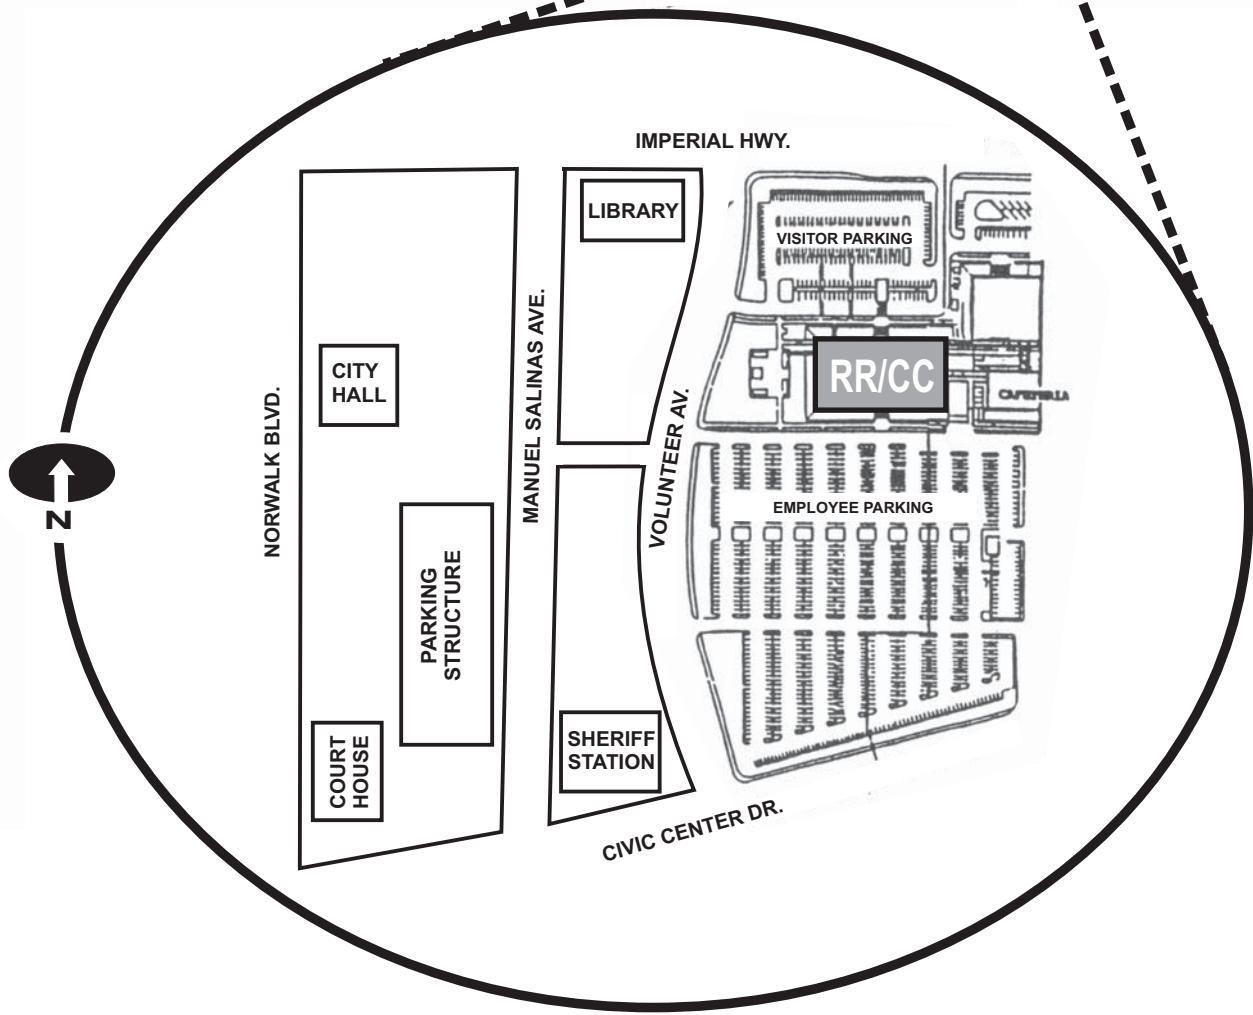 IMPERIAL HWY.
LIBRARY
VISITOR PARKING
CITY
HALL
MANUEL SALINAS AVE.
VOLUNTEER AV.
RR/CC
NORWALK BLVD.
N
EMPLOYEE PARKING
PARKING
STRUCTURE
COURT
HOUSE
SHERIFF
STATION
CIVIC CENTER DR.